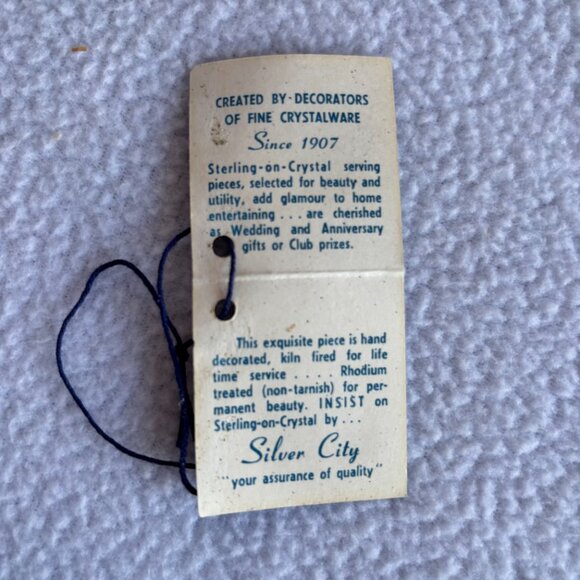 CREATED BY-DECORATORS
OF FINE CRYSTALWARE
Since 1907
Sterling-on-Crystal serving
pieces, selected for beauty and
utility, add glamour to home
entertaining . . . are cherished
as Wedding and Anniversary
gifts or Club prizes.
This exquisite piece is hand
decorated, kiln fired for life
time service . . . . . Rhodium
treated (non-tarnish) for per-
manent beauty. INSIST on
Sterling-on-Crystal by . . .
Silver City
"your assurance of quality"